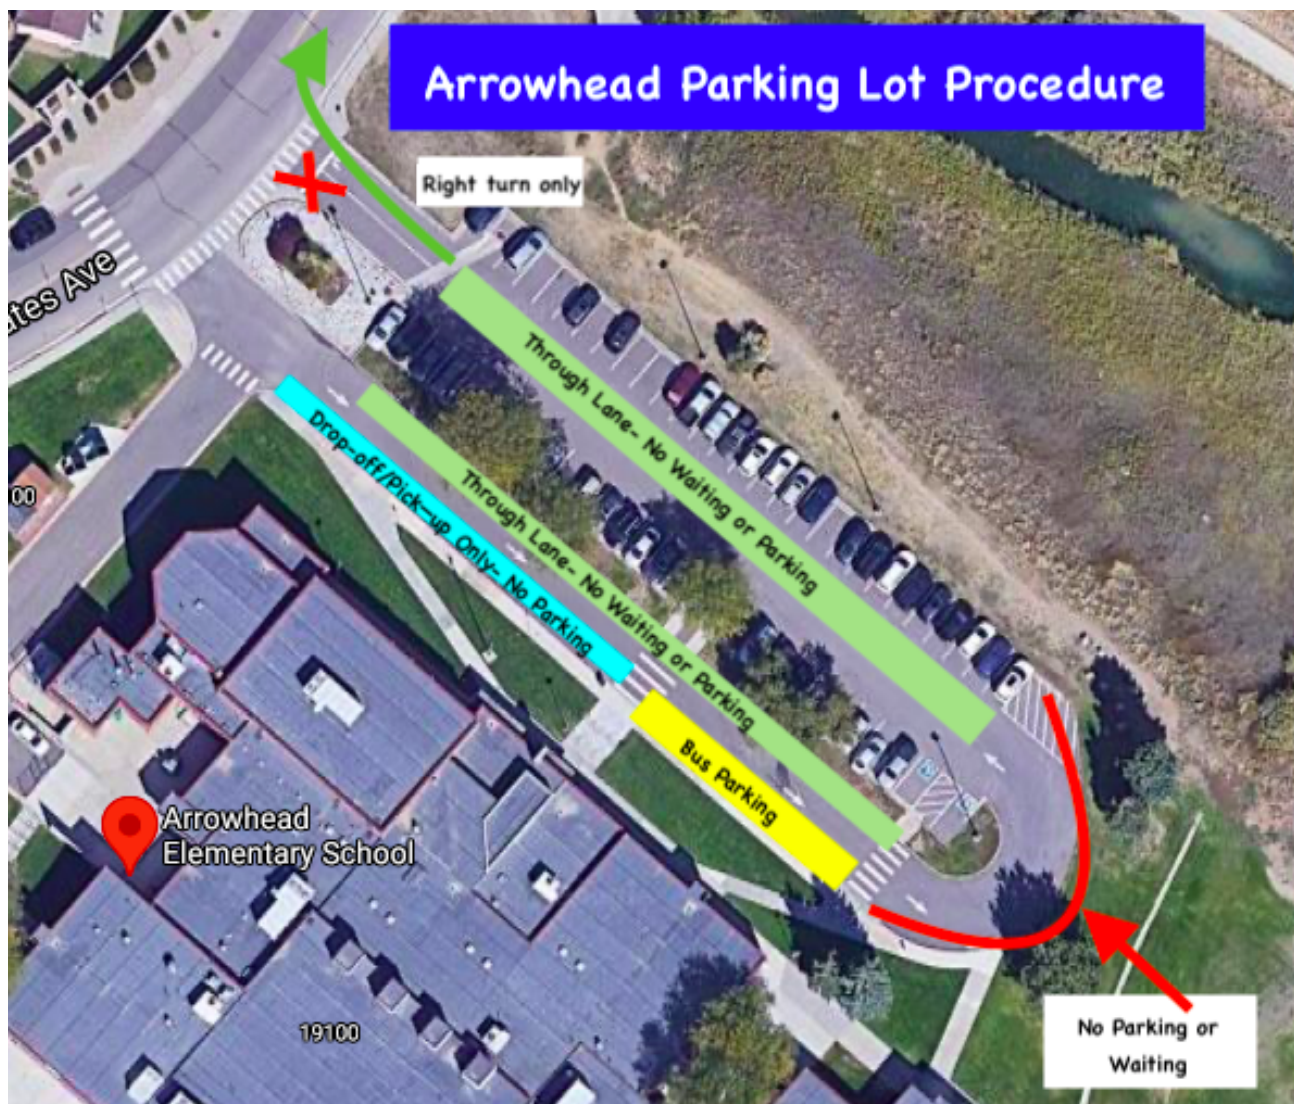 Arrowhead Parking Lot Procedure
Right turn only
ates Ave
Through Lane- No Waiting or Parking
Drop-off/Pick-up Only- No Parking
Through Lane- No Waiting or Parking
00
Bus Parking
Arrowhead
Elementary School
19100
No Parking or
Waiting